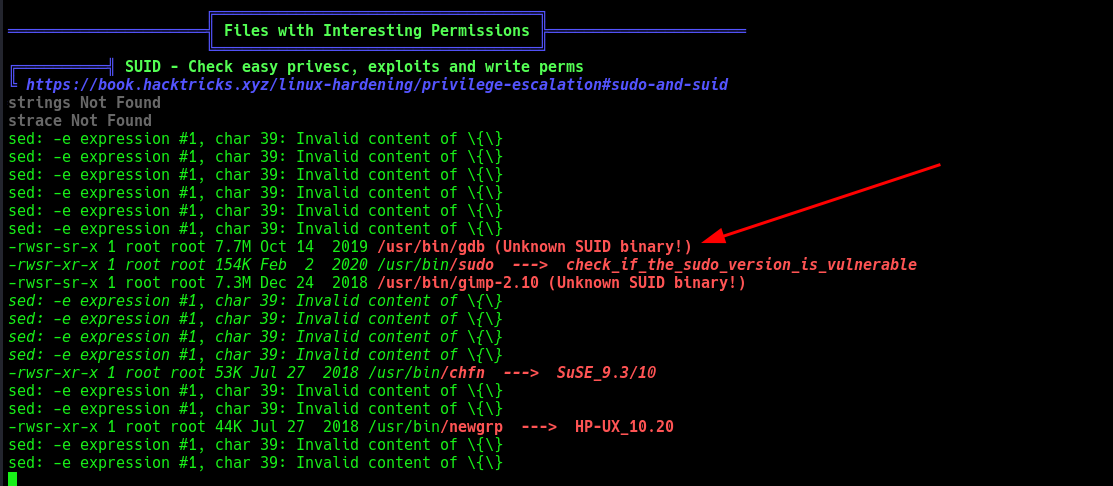 Files with Interesting Permissions
SUID - Check easy privesc, exploits and write perms
https://book.hacktricks.xyz/linux-hardening/privilege-escalation#sudo-and-suid
strings Not Found
strace Not Found
sed: -e expression #1, char 39: Invalid content of \{\}
sed: -e expression #1, char 39: Invalid content of \{\}
sed: -e expression #1, char 39: Invalid content of \{\}
sed: -e expression #1, char 39: Invalid content of \{\}
sed: -e expression #1, char 39: Invalid content of \{\}
sed: -e expression #1, char 39: Invalid content of \{\}
-rwsr-sr-x 1 root root 7.7M Oct 14  2019 /usr/bin/gdb (Unknown SUID binary!)
-rwsr-xr-x 1 root root 154K Feb  2  2020 /usr/bin/sudo  --->  check_if_the_sudo_version_is_vulnerable
-rwsr-sr-x 1 root root 7.3M Dec 24  2018 /usr/bin/gimp-2.10 (Unknown SUID binary!)
sed: -e expression #1, char 39: Invalid content of \{\}
sed: -e expression #1, char 39: Invalid content of \{\}
sed: -e expression #1, char 39: Invalid content of \{\}
sed: -e expression #1, char 39: Invalid content of \{\}
-rwsr-xr-x 1 root root 53K Jul 27  2018 /usr/bin/chfn  --->  SuSE_9.3/10
sed: -e expression #1, char 39: Invalid content of \{\}
sed: -e expression #1, char 39: Invalid content of \{\}
-rwsr-xr-x 1 root root 44K Jul 27  2018 /usr/bin/newgrp  --->  HP-UX_10.20
sed: -e expression #1, char 39: Invalid content of \{\}
sed: -e expression #1, char 39: Invalid content of \{\}